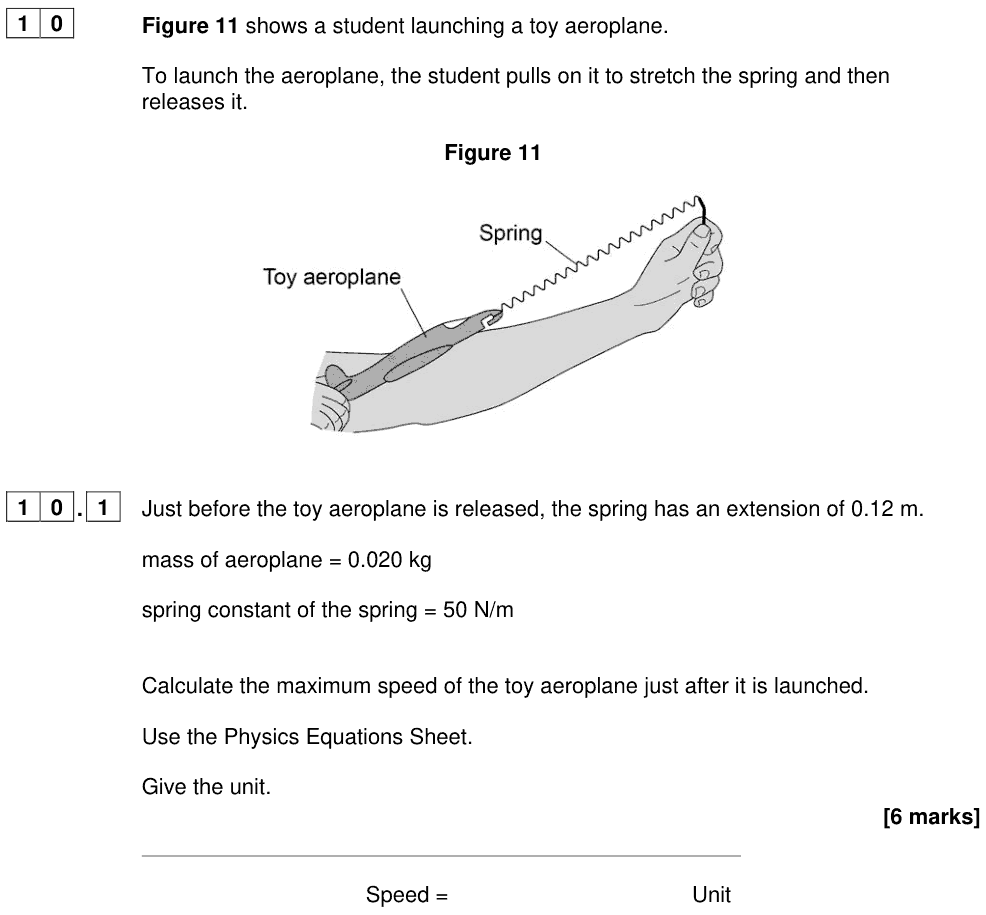 1 0 Figure 11 shows a student launching a toy aeroplane.
To launch the aeroplane, the student pulls on it to stretch the spring and then
releases it.
Figure 11
Spring
Toy aeroplane
1 0 . 1 Just before the toy aeroplane is released, the spring has an extension of 0.12 m.
mass of aeroplane = 0.020 kg
spring constant of the spring = 50 N/m
Calculate the maximum speed of the toy aeroplane just after it is launched.
Use the Physics Equations Sheet.
Give the unit.
[6 marks]
Speed = Unit